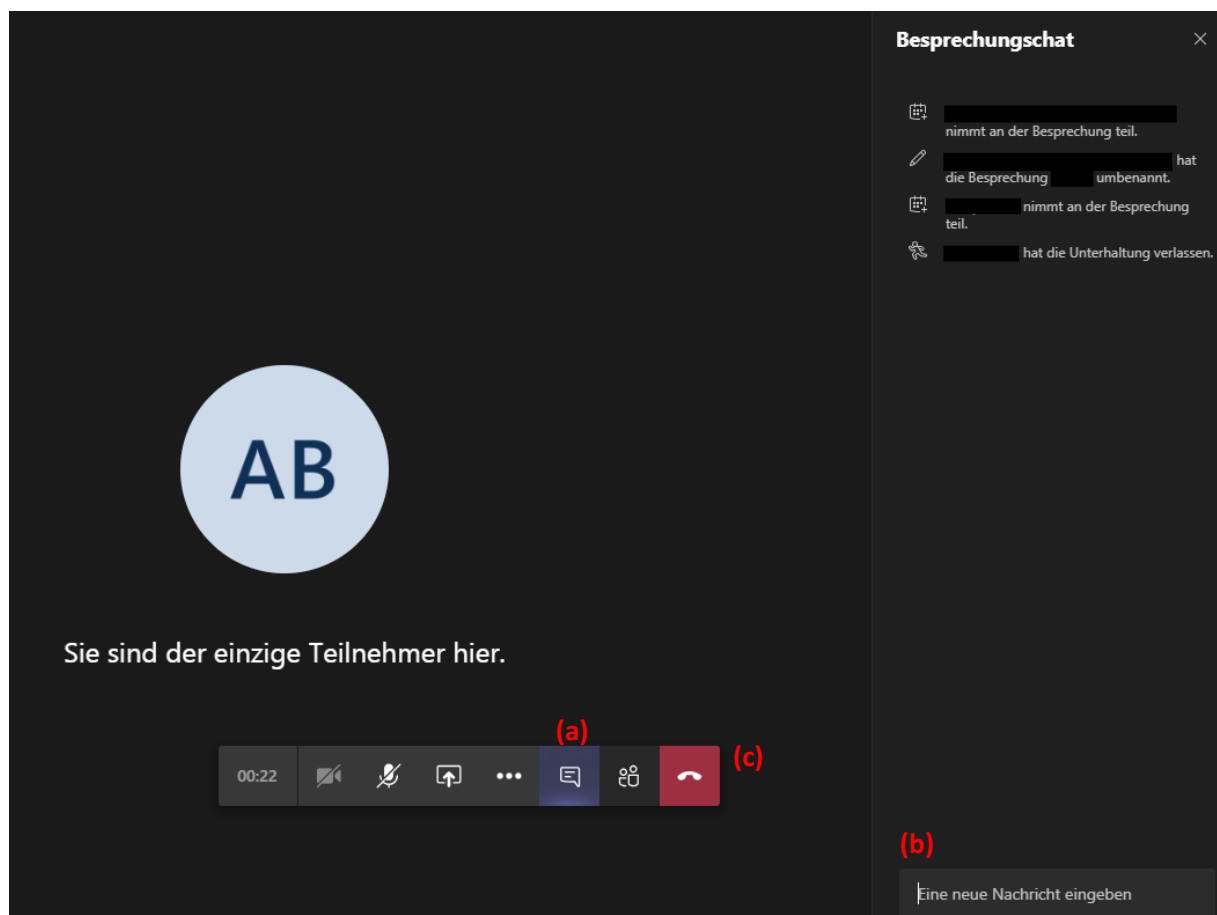 Besprechungschat
nimmt an der Besprechung teil.
hat
die Besprechung umbenannt.
nimmt an der Besprechung
teil.
hat die Unterhaltung verlassen.
AB
Sie sind der einzige Teilnehmer hier.
(a)
00:22
(c)
(b)
Eine neue Nachricht eingeben